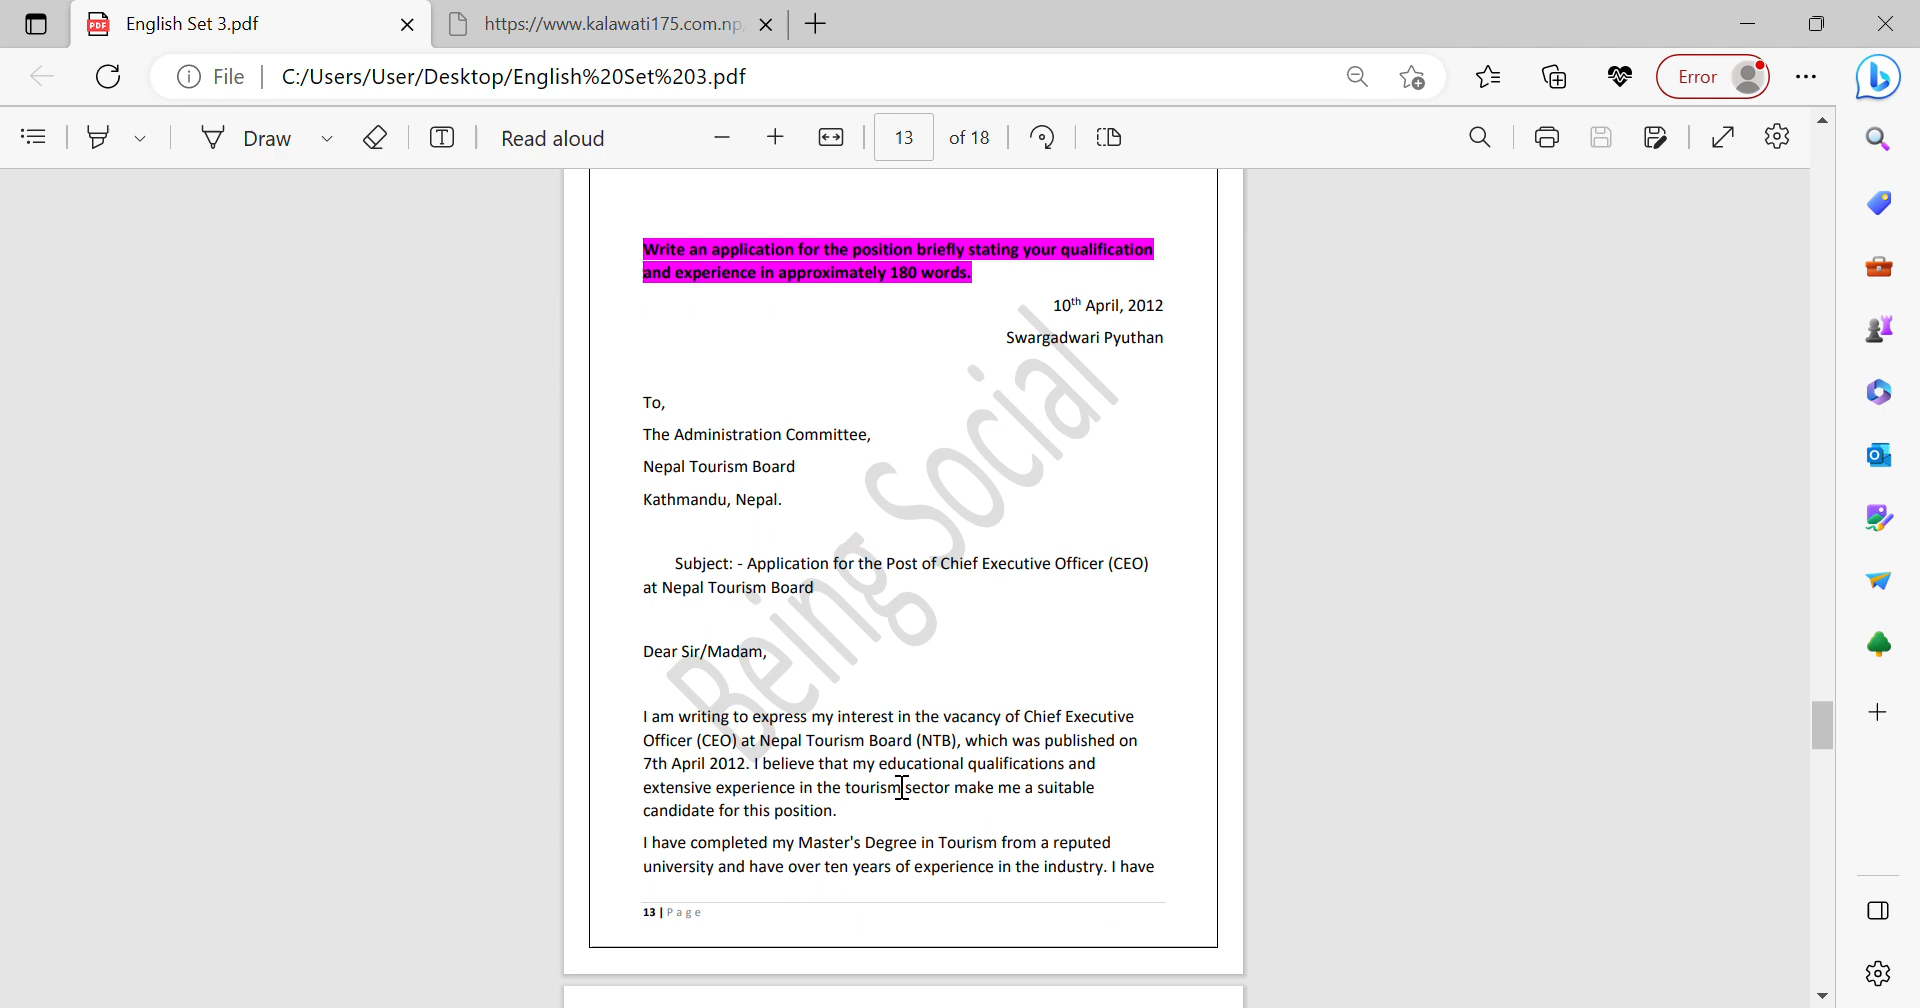 English Set 3.pdf
https://www.kalawati175.com.np/
File
C:/Users/User/Desktop/English%20Set%203.pdf
Error
Draw
Read aloud
13
of 18
Write an application for the position briefly stating your qualification
and experience in approximately 180 words.
10th April, 2012
Swargadwari Pyuthan
To,
The Administration Committee,
Nepal Tourism Board
Kathmandu, Nepal.
Subject: - Application for the Post of Chief Executive Officer (CEO)
at Nepal Tourism Board
Dear Sir/Madam,
I am writing to express my interest in the vacancy of Chief Executive
Officer (CEO) at Nepal Tourism Board (NTB), which was published on
7th April 2012. I believe that my educational qualifications and
extensive experience in the tourism sector make me a suitable
candidate for this position.
I have completed my Master's Degree in Tourism from a reputed
university and have over ten years of experience in the industry. I have
13 | Page
Being Social